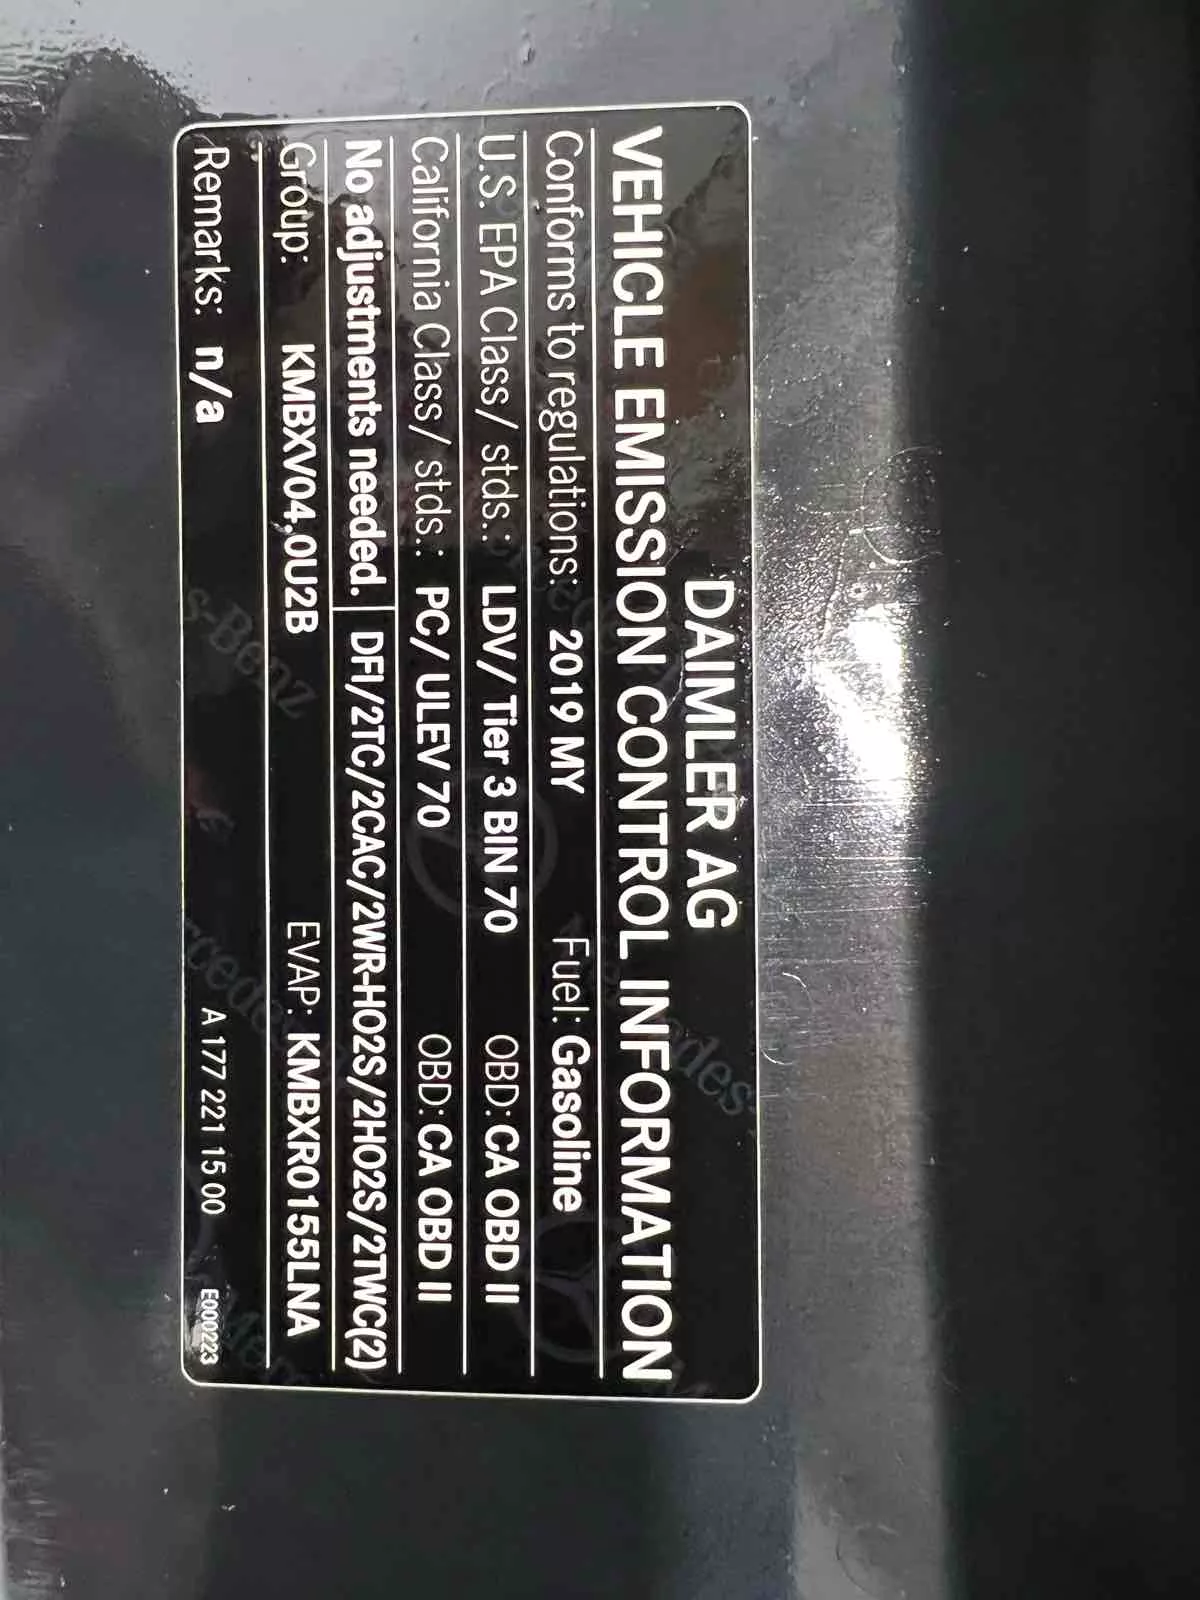 DAIMLER AG
VEHICLE EMISSION CONTROL INFORMATION
Conforms to regulations: 2019 MY Fuel: Gasoline
U.S. EPA Class/ stds.: LDV/ Tier 3 BIN 70 OBD: CA OBD II
California Class/ stds.: PC/ ULEV 70 OBD: CA OBD II
No adjustments needed. DFI/2TC/2CAC/2WR-HO2S/2HO2S/2TWC(2)
Group: KMBXV04.0U2B EVAP: KMBXR0155LNA
Remarks: n/a A 177 221 15 00 E000223